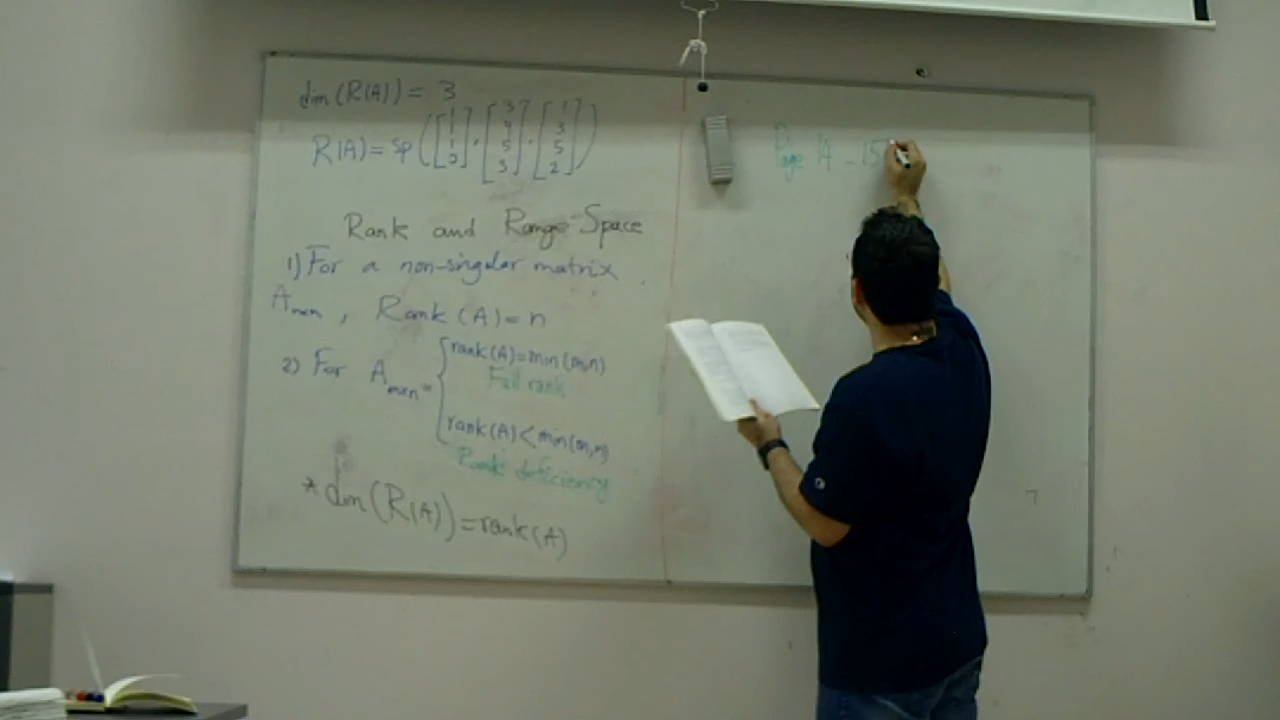 dim(R(A)) = 3
R(A) = sp([1 1 1 2], [3 4 5 3], [1 3 5 2])
Rank and Range Space
1) For a non-singular matrix
A_{n×n}, Rank(A) = n
2) For A_{m×n} = { rank(A) = min(m,n)
Full rank
rank(A) < min(m,n)
Rank deficiency
* dim(R(A)) = rank(A)
Page 14 - 15